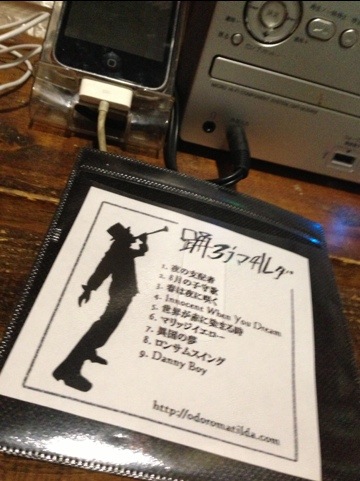 踊ろうマチルダ
1. 夜の支配者
2. 8月の子守歌
3. 春は夜に咲く
4. Innocent When You Dream
5. 世界が赤に染まる時
6. マリッジイエロー
7. 異国の夢
8. ロンサムスイング
9. Danny Boy
http://odoromatilda.com